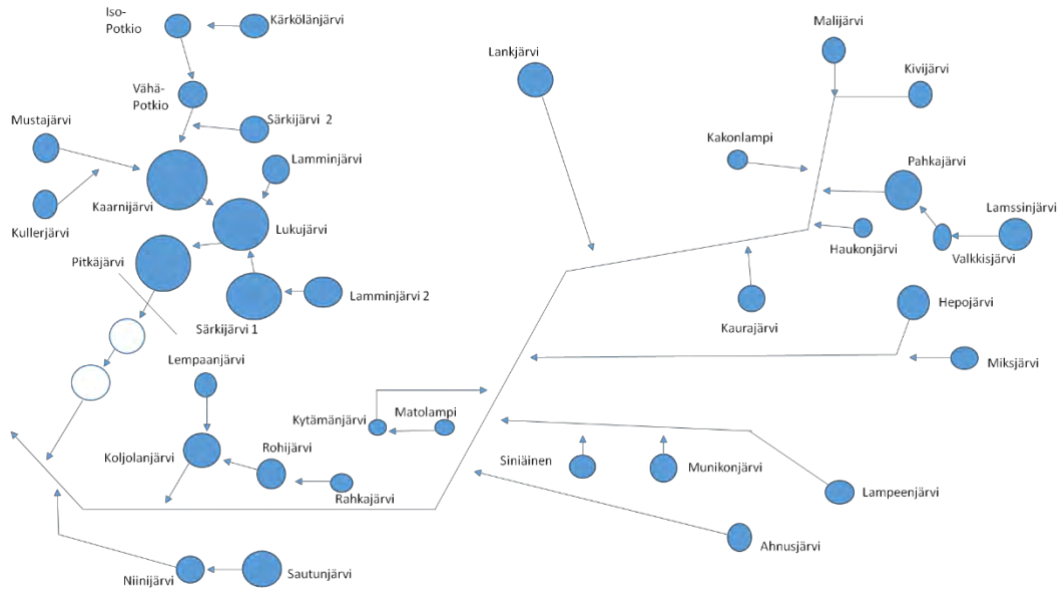 Iso-
Potkio
Kärkölänjärvi
Malijärvi
Lankjärvi
Kivijärvi
Vähä-
Potkio
Mustajärvi
Särkijärvi 2
Kakonlampi
Lamminjärvi
Pahkajärvi
Kaarnijärvi
Lamssinjärvi
Kullerjärvi
Lukujärvi
Haukonjärvi
Valkkisjärvi
Pitkäjärvi
Lamminjärvi 2
Hepojärvi
Kaurajärvi
Särkijärvi 1
Lempaanjärvi
Miksjärvi
Kytämänjärvi
Matolampi
Koljolanjärvi
Rohijärvi
Siniäinen
Munikonjärvi
Rahkajärvi
Lampeenjärvi
Ahnusjärvi
Niinijärvi
Sautunjärvi